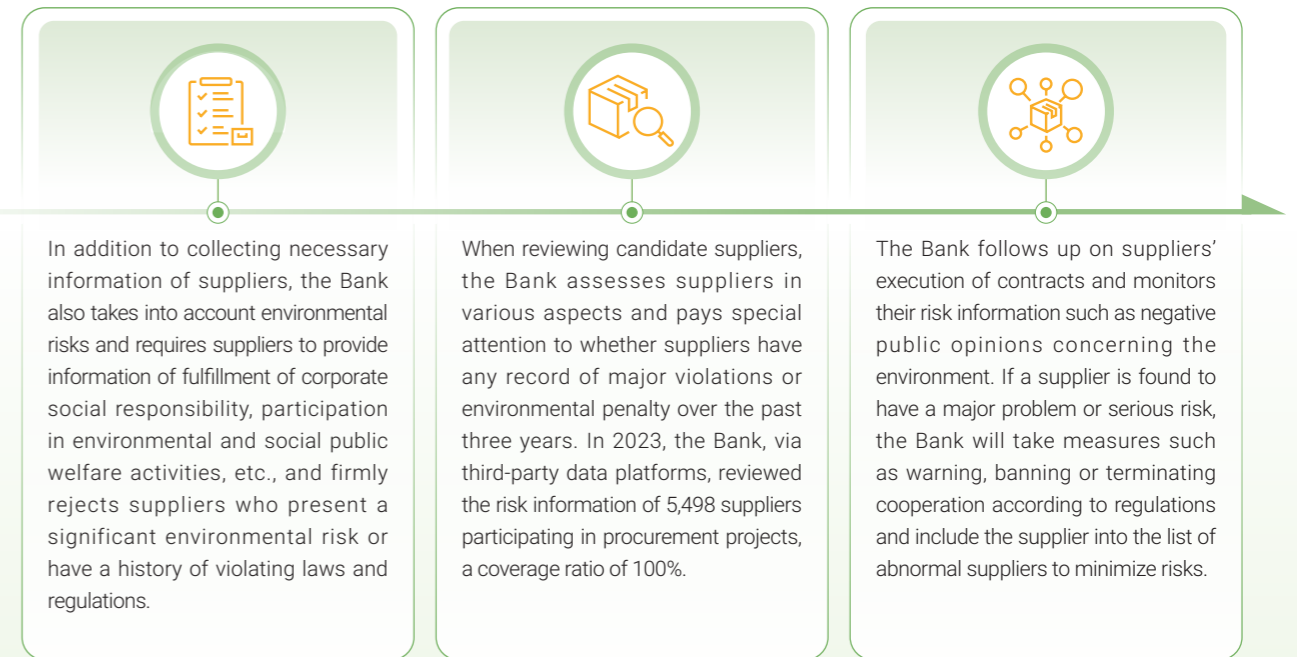 In addition to collecting necessary
information of suppliers, the Bank
also takes into account environmental
risks and requires suppliers to provide
information of fulfillment of corporate
social responsibility, participation
in environmental and social public
welfare activities, etc., and firmly
rejects suppliers who present a
significant environmental risk or
have a history of violating laws and
regulations.
When reviewing candidate suppliers,
the Bank assesses suppliers in
various aspects and pays special
attention to whether suppliers have
any record of major violations or
environmental penalty over the past
three years. In 2023, the Bank, via
third-party data platforms, reviewed
the risk information of 5,498 suppliers
participating in procurement projects,
a coverage ratio of 100%.
The Bank follows up on suppliers’
execution of contracts and monitors
their risk information such as negative
public opinions concerning the
environment. If a supplier is found to
have a major problem or serious risk,
the Bank will take measures such
as warning, banning or terminating
cooperation according to regulations
and include the supplier into the list of
abnormal suppliers to minimize risks.